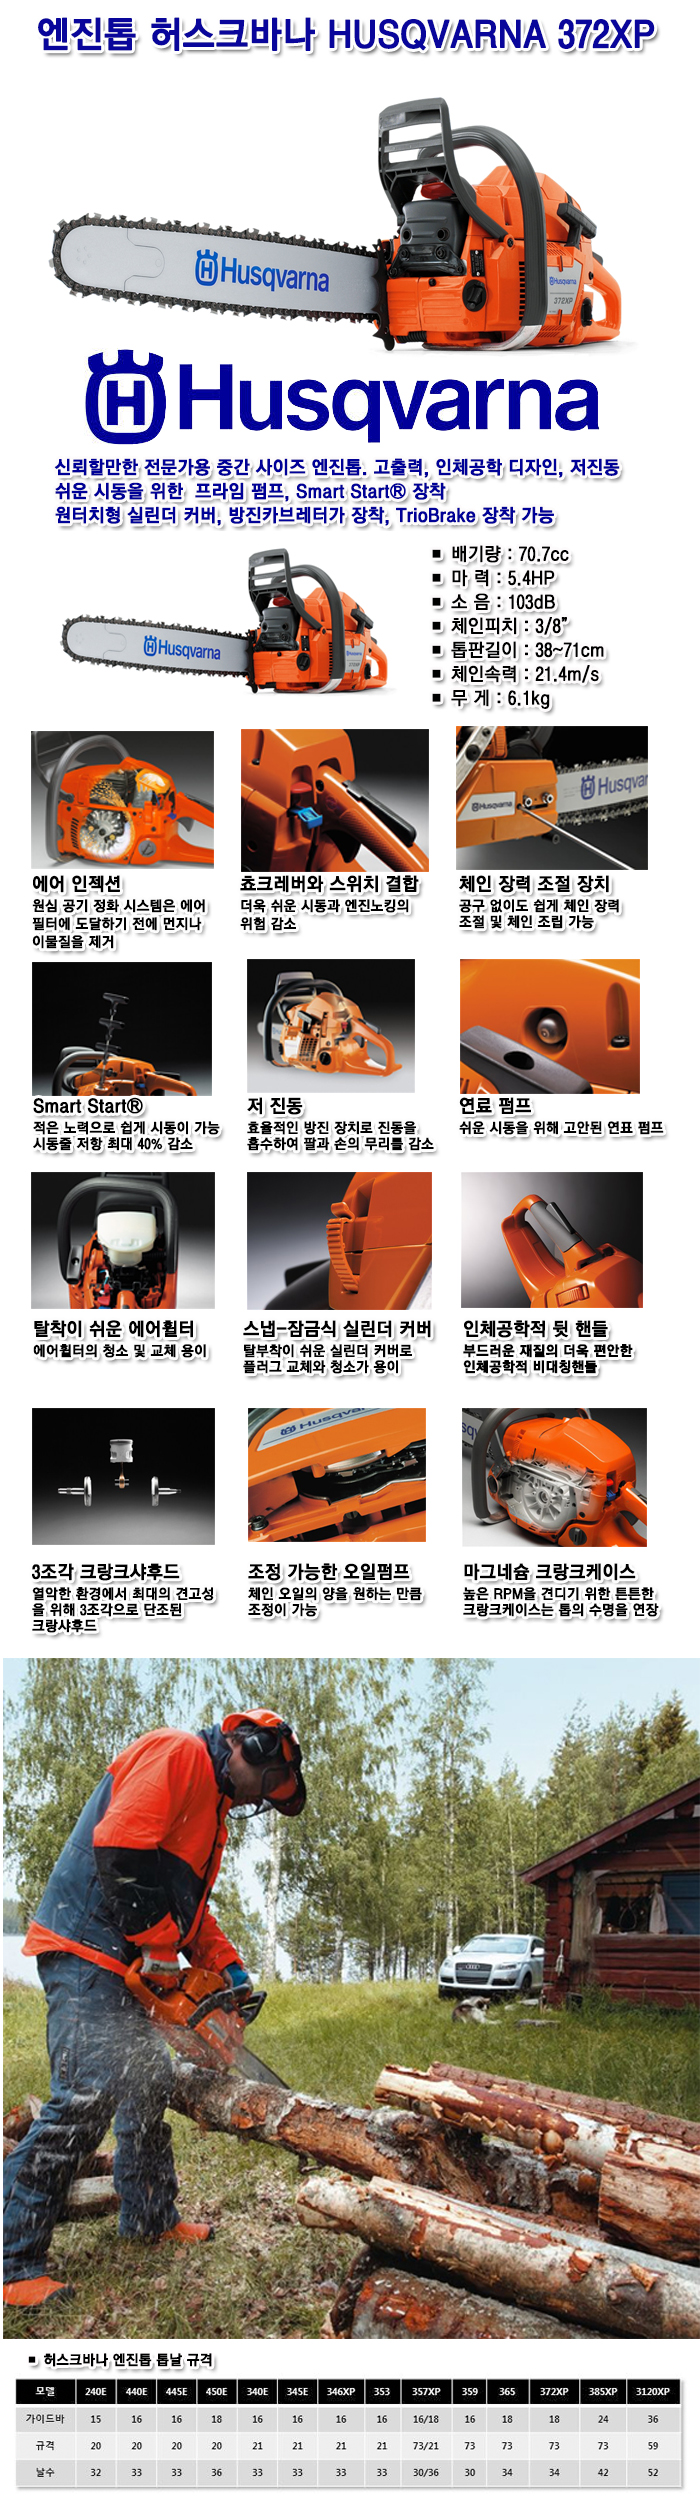 엔진톱 허스크바나 HUSQVARNA 372XP
Husqvarna
372XP
Husqvarna
신뢰할만한 전문가용 중간 사이즈 엔진톱. 고출력, 인체공학 디자인, 저진동
쉬운 시동을 위한 프라임 펌프, Smart Start® 장착
원터치형 실린더 커버, 방진카브레터가 장착, TrioBrake 장착 가능
Husqvarna
■ 배기량 : 70.7cc
■ 마 력 : 5.4HP
■ 소 음 : 103dB
■ 체인피치 : 3/8”
■ 톱판길이 : 38~71cm
■ 체인속력 : 21.4m/s
■ 무 게 : 6.1kg
Husqvarna
Husqvar
에어 인젝션
원심 공기 정화 시스템은 에어
필터에 도달하기 전에 먼지나
이물질을 제거
쵸크레버와 스위치 결합
더욱 쉬운 시동과 엔진노킹의
위험 감소
체인 장력 조절 장치
공구 없이도 쉽게 체인 장력
조절 및 체인 조립 가능
Smart Start®
적은 노력으로 쉽게 시동이 가능
시동줄 저항 최대 40% 감소
저 진동
효율적인 방진 장치로 진동을
흡수하여 팔과 손의 무리를 감소
연료 펌프
쉬운 시동을 위해 고안된 연표 펌프
탈착이 쉬운 에어휠터
에어휠터의 청소 및 교체 용이
스냅-잠금식 실린더 커버
탈부착이 쉬운 실린더 커버로
플러그 교체와 청소가 용이
인체공학적 뒷 핸들
부드러운 재질의 더욱 편안한
인체공학적 비대칭핸들
Husqvarna
3조각 크랑크샤후드
열악한 환경에서 최대의 견고성
을 위해 3조각으로 단조된
크랑샤후드
조정 가능한 오일펌프
체인 오일의 양을 원하는 만큼
조정이 가능
마그네슘 크랑크케이스
높은 RPM을 견디기 위한 튼튼한
크랑크케이스는 톱의 수명을 연장
■ 허스크바나 엔진톱 톱날 규격
모델 240E 440E 445E 450E 340E 345E 346XP 353 357XP 359 365 372XP 385XP 3120XP
가이드바 15 16 16 18 16 16 16 16 16/18 16 18 18 24 36
규격 20 20 20 20 21 21 21 21 73/21 73 73 73 73 59
날수 32 33 33 36 33 33 33 33 30/36 30 34 34 42 52